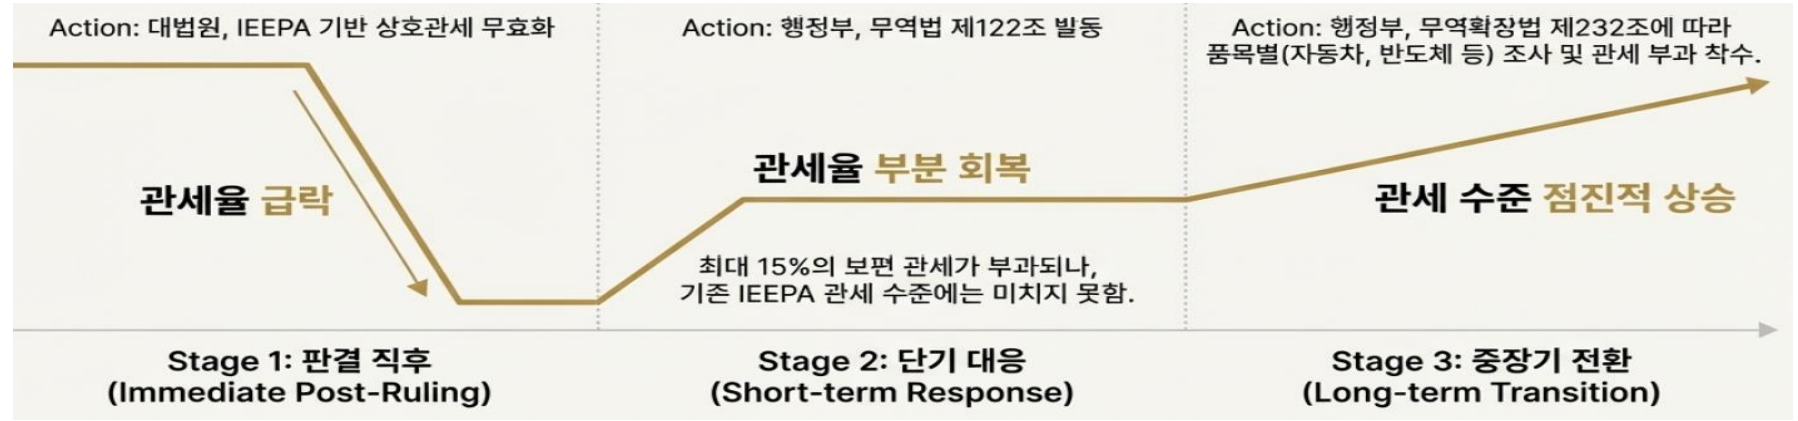 Action: 대법원, IEEPA 기반 상호관세 무효화
관세율 급락
Stage 1: 판결 직후
(Immediate Post-Ruling)
Action: 행정부, 무역법 제122조 발동
관세율 부분 회복
최대 15%의 보편 관세가 부과되나,
기존 IEEPA 관세 수준에는 미치지 못함.
Stage 2: 단기 대응
(Short-term Response)
Action: 행정부, 무역확장법 제232조에 따라
품목별(자동차, 반도체 등) 조사 및 관세 부과 착수.
관세 수준 점진적 상승
Stage 3: 중장기 전환
(Long-term Transition)